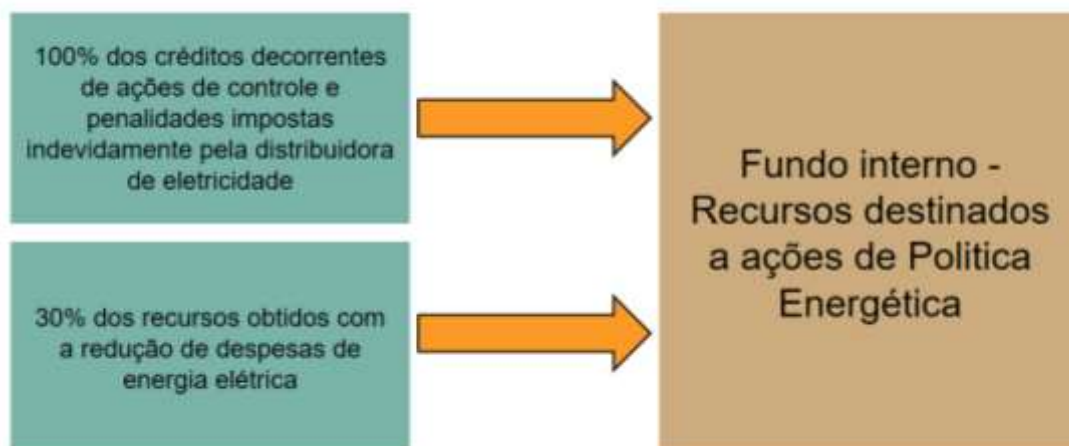 100% dos créditos decorrentes
de ações de controle e
penalidades impostas
indevidamente pela distribuidora
de eletricidade
30% dos recursos obtidos com
a redução de despesas de
energia elétrica
Fundo interno -
Recursos destinados
a ações de Politica
Energética